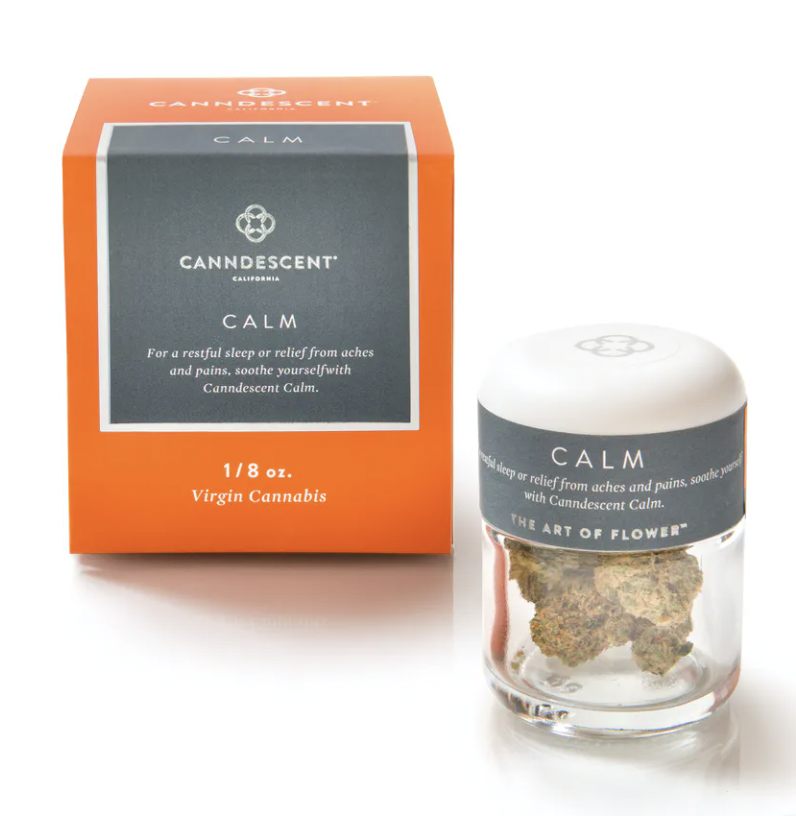 CANNDESCENT
CALIFORNIA
CALM
CANNDESCENT
CALIFORNIA
CALM
For a restful sleep or relief from aches
and pains, soothe yourselfwith
Canndescent Calm.
1/8 oz.
Virgin Cannabis
CALM
restful sleep or relief from aches and pains, soothe yourself
with Canndescent Calm.
THE ART OF FLOWER™